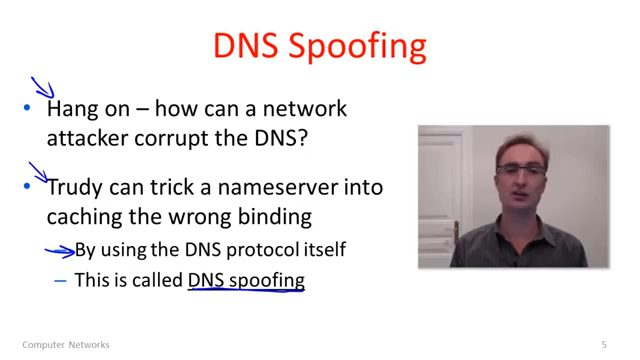 DNS Spoofing
• Hang on – how can a network
attacker corrupt the DNS?
• Trudy can trick a nameserver into
caching the wrong binding
– By using the DNS protocol itself
– This is called DNS spoofing
Computer Networks
5